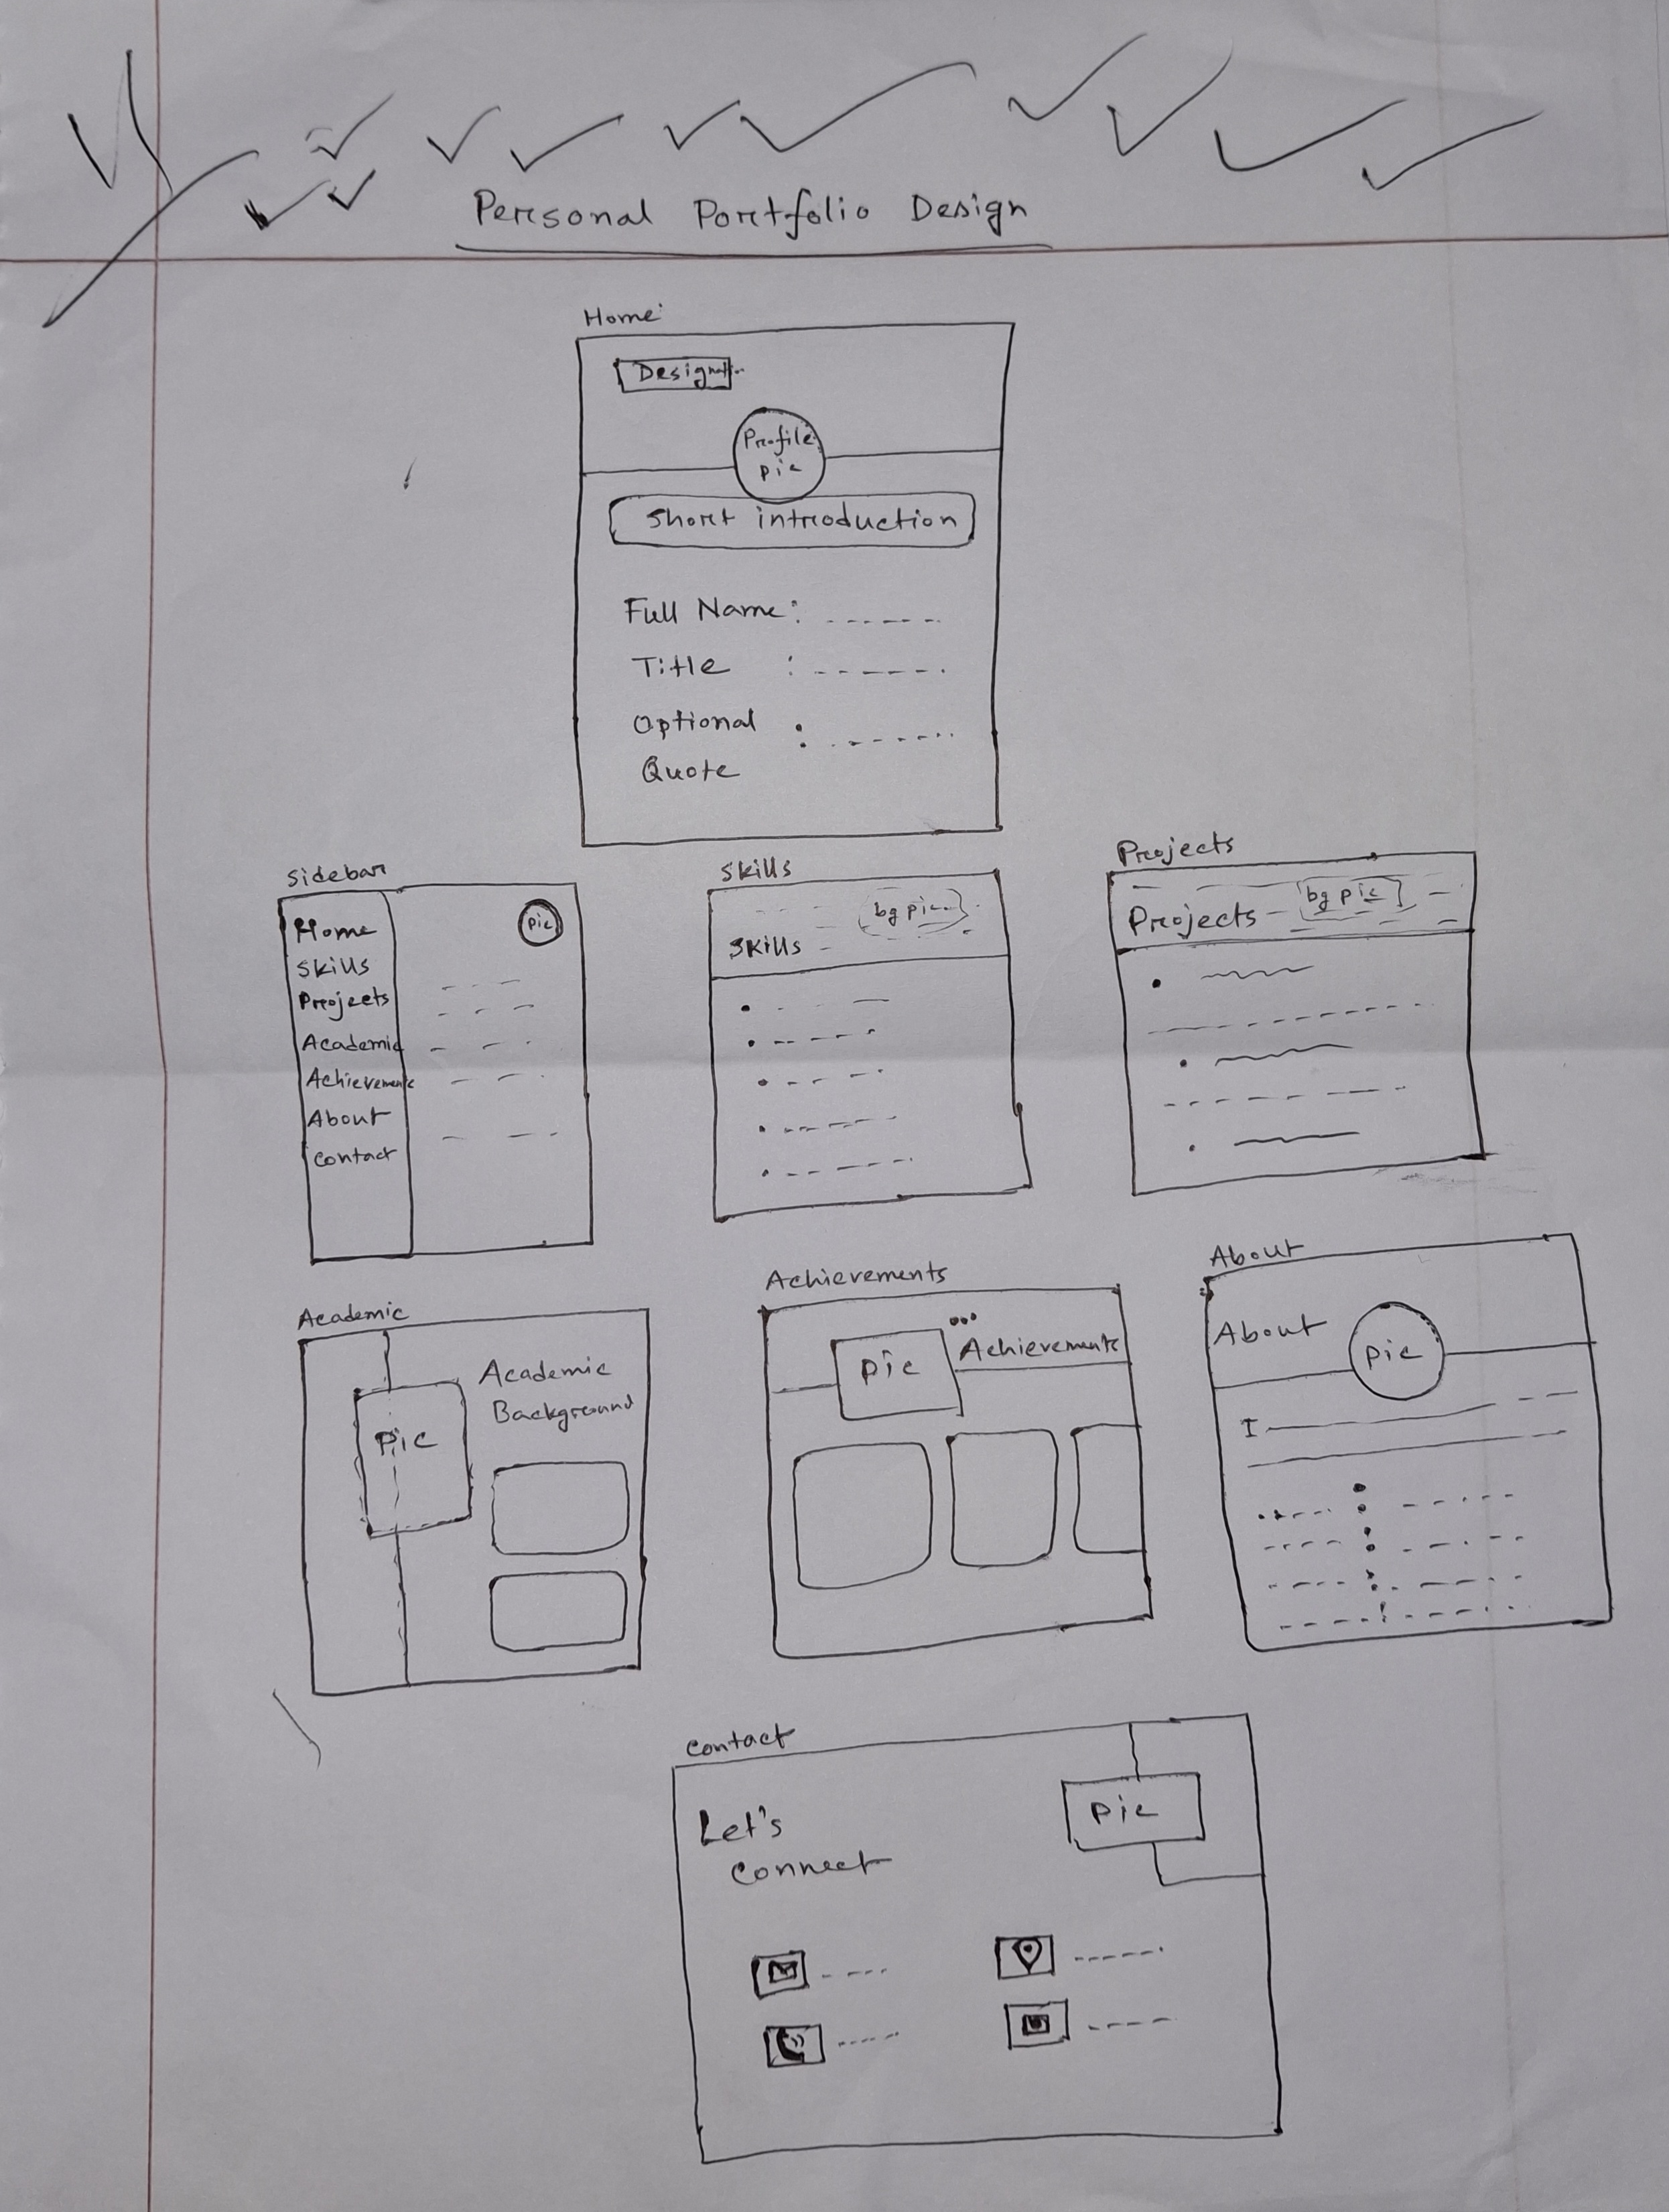 Personal Portfolio Design
Home
Profile
pic
Short introduction
Full Name :
Title :
Optional :
Quote
Sidebar
Home
Skills
Projects
Academic
Achievements
About
Contact
pic
Skills
bg pic
Skills
Projects
bg pic
Projects
Academic
Pic
Academic
Background
Achievements
Pic
Achievements
About
About
Pic
I
Contact
Let's
Connect
Pic